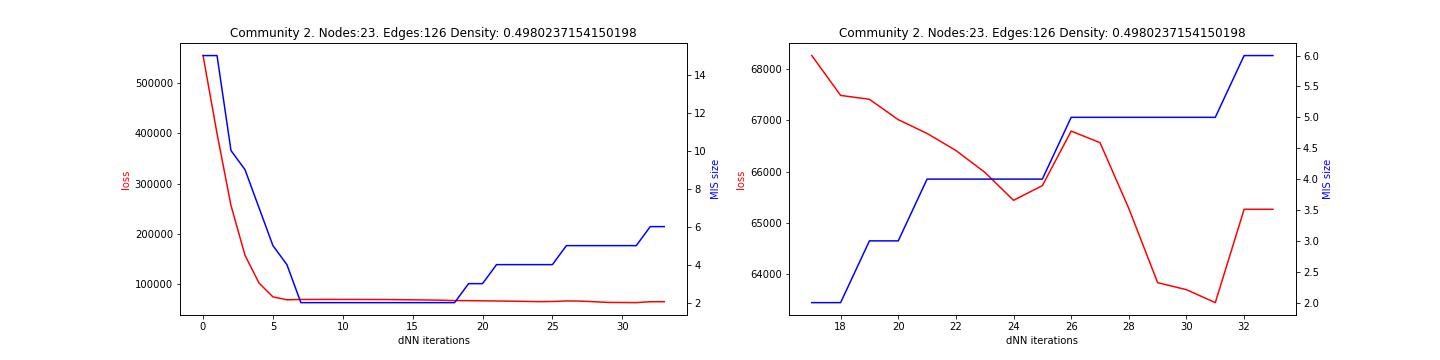 Community 2. Nodes:23. Edges:126 Density: 0.4980237154150198
500000
400000
300000
200000
100000
loss
14
12
10
8
6
4
2
MIS size
0 5 10 15 20 25 30
dNN iterations
Community 2. Nodes:23. Edges:126 Density: 0.4980237154150198
68000
67000
66000
65000
64000
loss
6.0
5.5
5.0
4.5
4.0
3.5
3.0
2.5
2.0
MIS size
18 20 22 24 26 28 30 32
dNN iterations